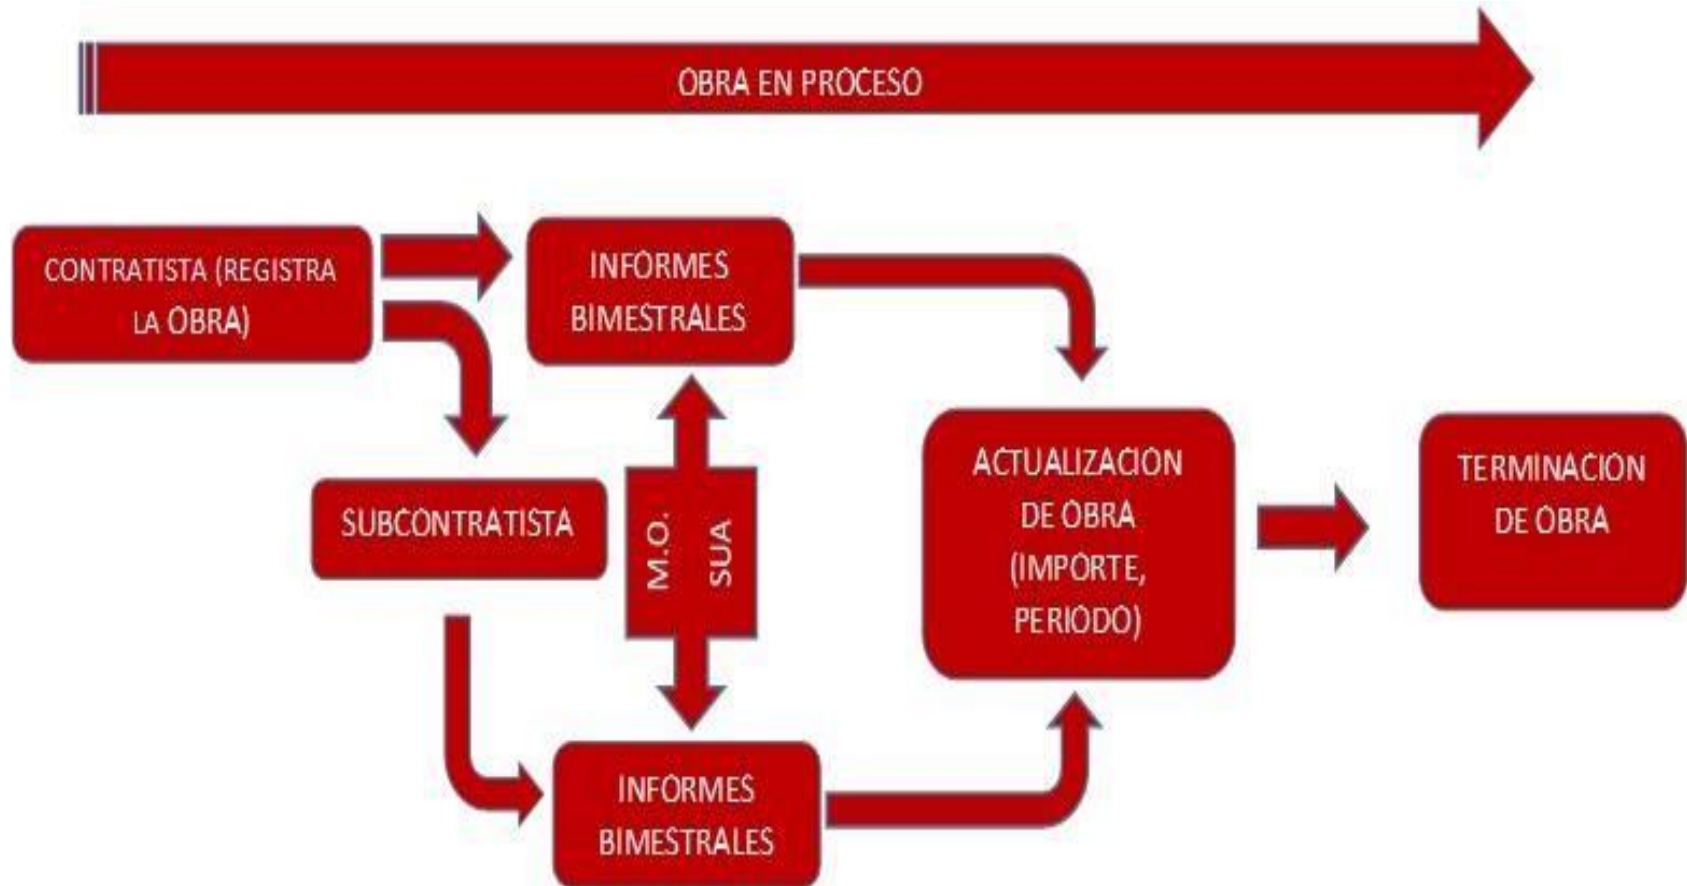 OBRA EN PROCESO
CONTRATISTA (REGISTRA
LA OBRA)
INFORMES
BIMESTRALES
SUBCONTRATISTA
M.O.
SUA
INFORMES
BIMESTRALES
ACTUALIZACION
DE OBRA
(IMPORTE,
PERIODO)
TERMINACION
DE OBRA